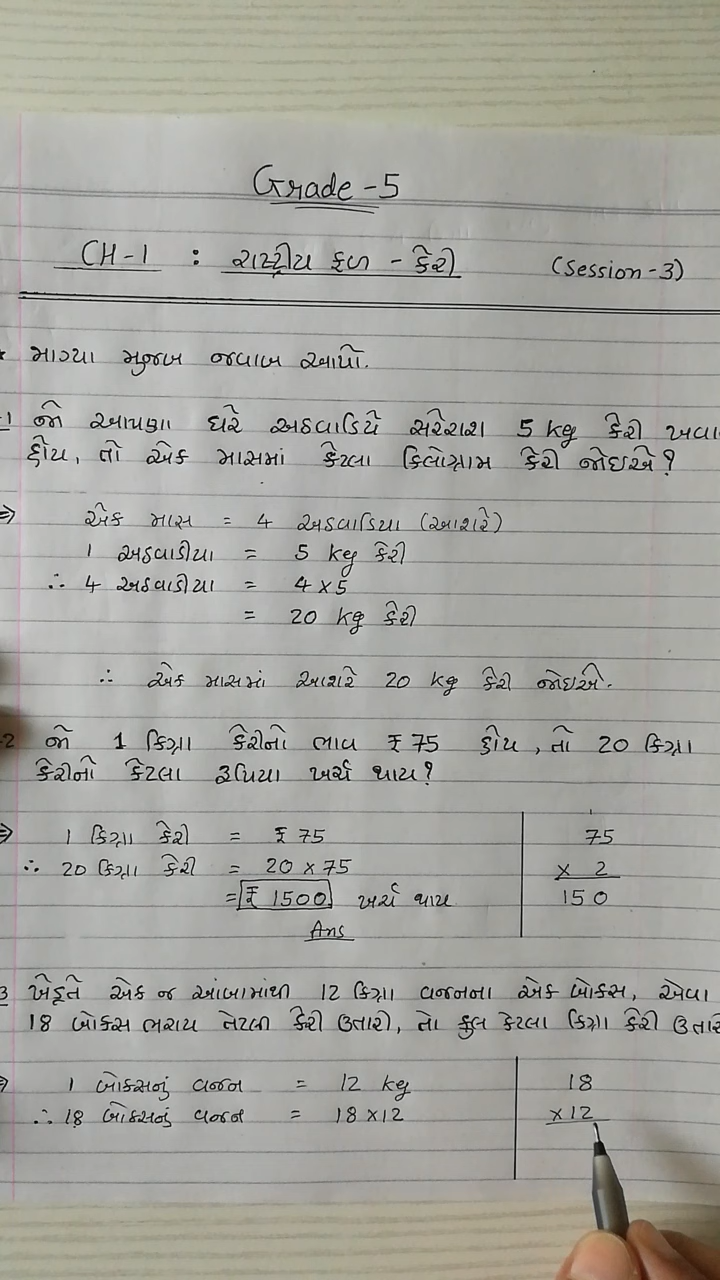 Grade - 5
CH-1 : રાષ્ટ્રીય ફળ - કેરી (Session-3)
* માગ્યા મુજબ જવાબ આપો.
1 જો આપણા ઘરે અઠવાડિયે સરેરાશ 5 kg કેરી ખવા
હોય, તો એક માસમાં કેટલા કિલોગ્રામ કેરી જોઇએ?
⇒ એક માસ = 4 અઠવાડિયા (આશરે)
1 અઠવાડીયા = 5 kg કેરી
∴ 4 અઠવાડીયા = 4 × 5
= 20 kg કેરી
∴ એક માસમાં આશરે 20 kg કેરી જોઇએ.
2 જો 1 કિગ્રા કેરીનો ભાવ ₹ 75 હોય, તો 20 કિગ્રા
કેરીનો કેટલા રૂપિયા ખર્ચ થાય?
⇒ 1 કિગ્રા કેરી = ₹ 75
∴ 20 કિગ્રા કેરી = 20 × 75
= ₹ 1500 ખર્ચ થાય
Ans
1
75
× 2
150
3 ખેડૂતે એક જ આંબામાંથી 12 કિગ્રા વજનના એક બોક્સ, એવા
18 બોક્સ ભરાય તેટલી કેરી ઉતારી, તો કુલ કેટલા કિગ્રા કેરી ઉતારી
⇒ 1 બોક્સનું વજન = 12 kg
∴ 18 બોક્સનું વજન = 18 × 12
18
× 12